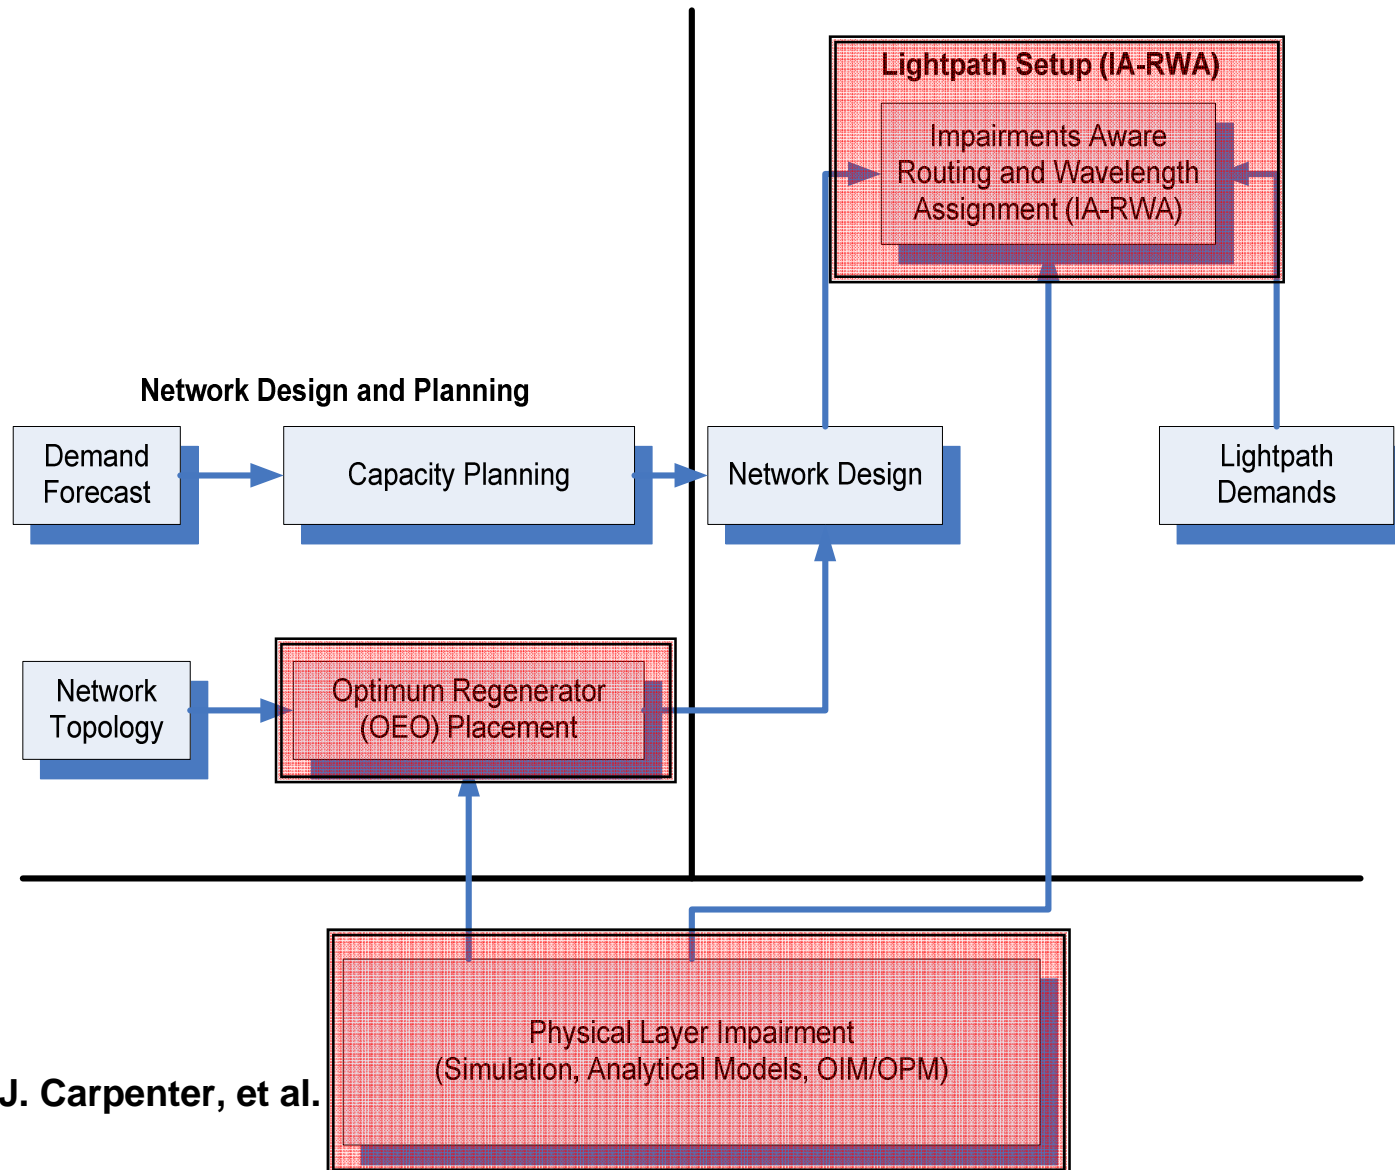 Lightpath Setup (IA-RWA)
Impairments Aware
Routing and Wavelength
Assignment (IA-RWA)
Network Design and Planning
Demand
Forecast
Capacity Planning
Network Design
Lightpath
Demands
Network
Topology
Optimum Regenerator
(OEO) Placement
Physical Layer Impairment
(Simulation, Analytical Models, OIM/OPM)
J. Carpenter, et al.